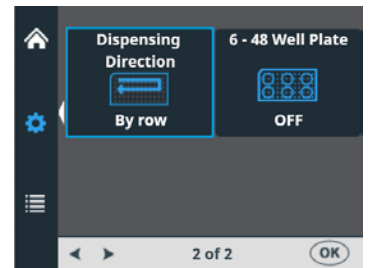 Dispensing
Direction
By row
6 - 48 Well Plate
OFF
2 of 2
OK